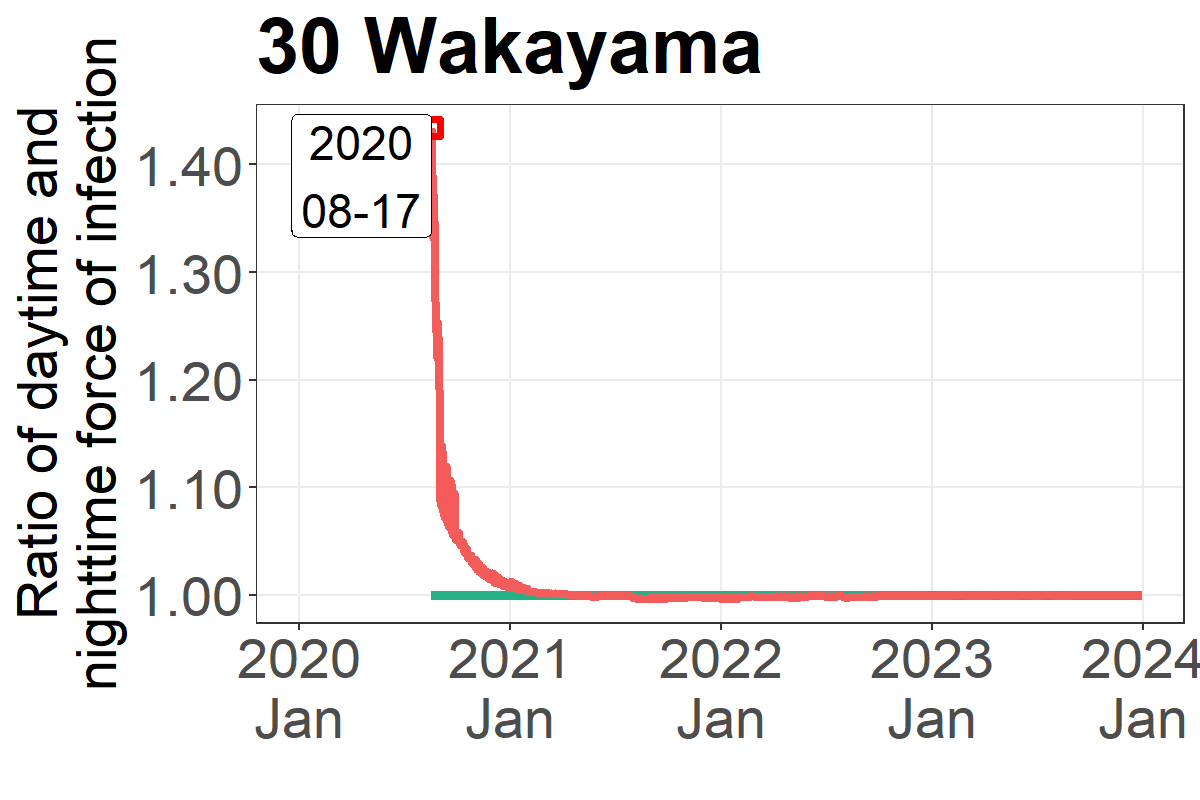 30 Wakayama
Ratio of daytime and
nighttime force of infection
1.40
1.30
1.20
1.10
1.00
2020
08-17
2020
Jan
2021
Jan
2022
Jan
2023
Jan
2024
Jan